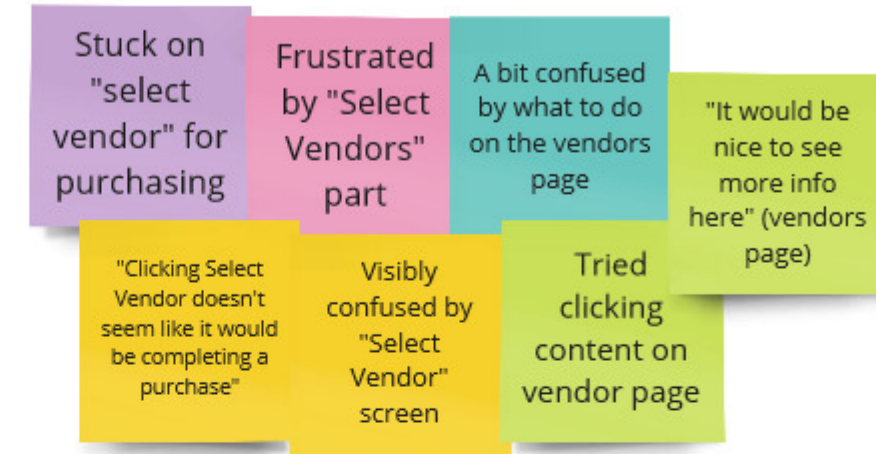 Stuck on
"select
vendor" for
purchasing
Frustrated
by "Select
Vendors"
part
A bit confused
by what to do
on the vendors
page
"It would be
nice to see
more info
here" (vendors
page)
"Clicking Select
Vendor doesn't
seem like it would
be completing a
purchase"
Visibly
confused by
"Select
Vendor"
screen
Tried
clicking
content on
vendor page